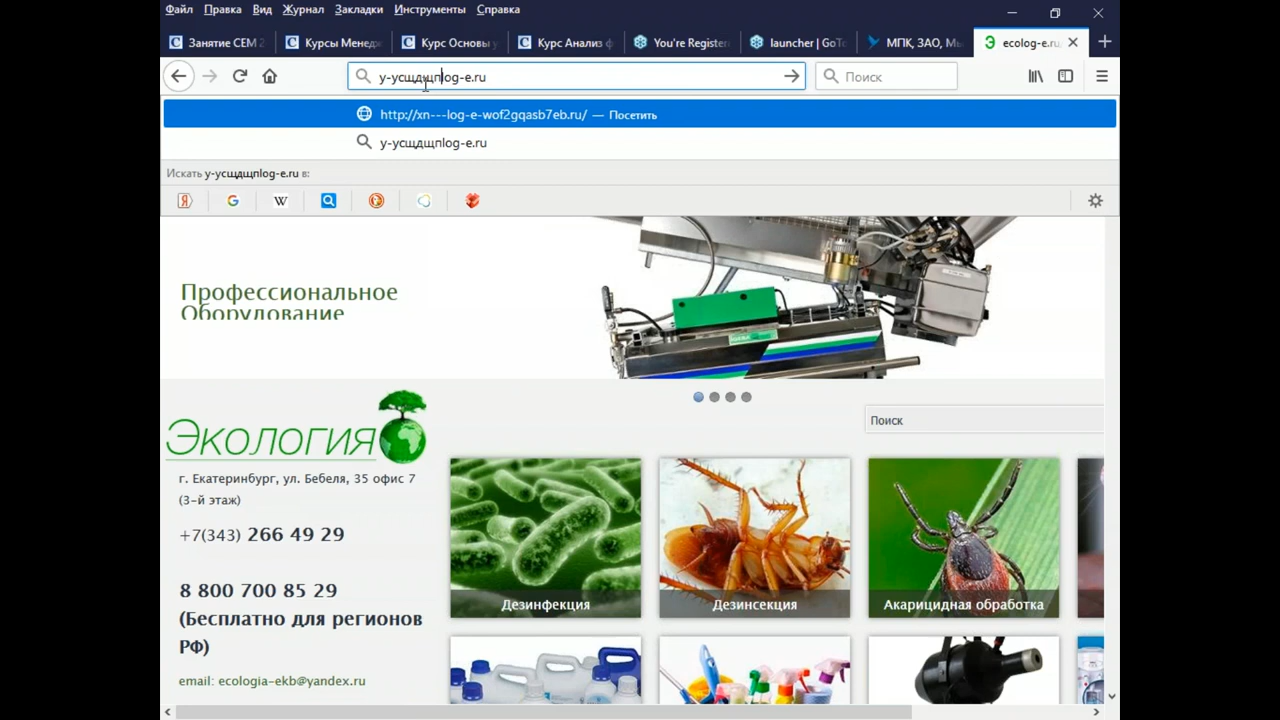 Файл Правка Вид Журнал Закладки Инструменты Справка
Занятие СЕМ 2
Курсы Менедж
Курс Основы у
Курс Анализ ф
You're Register
launcher | GoTo
МПК, ЗАО, Мы
ecolog-e.ru
у-усщдщпlog-e.ru
Поиск
http://xn---log-e-wof2gqasb7eb.ru/ — Посетить
у-усщдщпlog-e.ru
Искать у-усщдщпlog-e.ru в:
Профессиональное
Оборудование
Экология
Поиск
г. Екатеринбург, ул. Бебеля, 35 офис 7
(3-й этаж)
+7(343) 266 49 29
8 800 700 85 29
(Бесплатно для регионов
РФ)
email: ecologia-ekb@yandex.ru
Дезинфекция
Дезинсекция
Акарицидная обработка